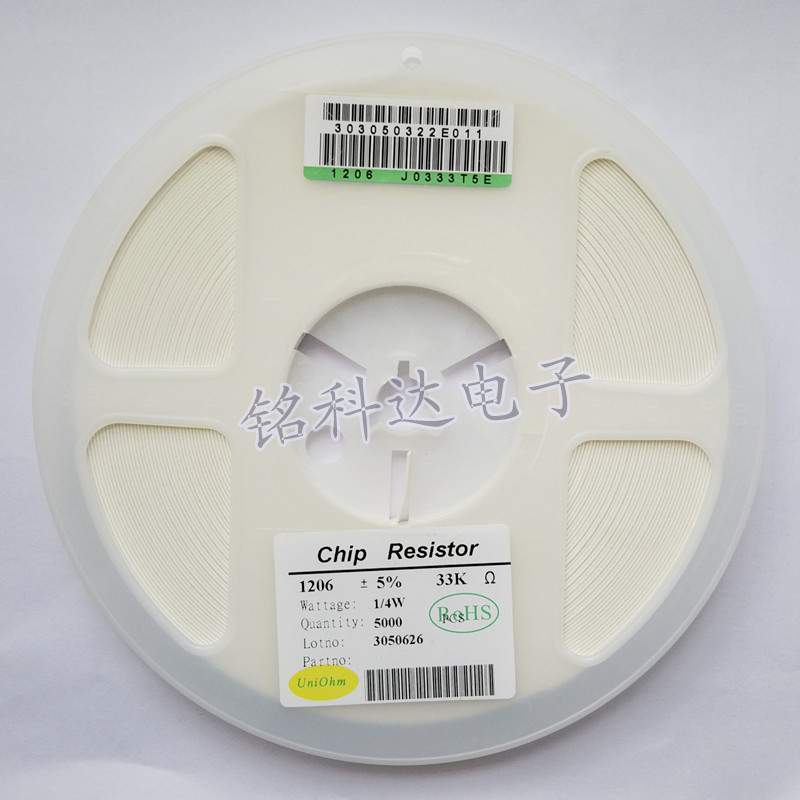 303050322E011
1206 J0333T5E
铭科达电子
Chip Resistor
1206 ± 5% 33K Ω
Wattage: 1/4W
Quantity: 5000 PCS
RoHS
Lotno: 3050626
Partno:
UniOhm